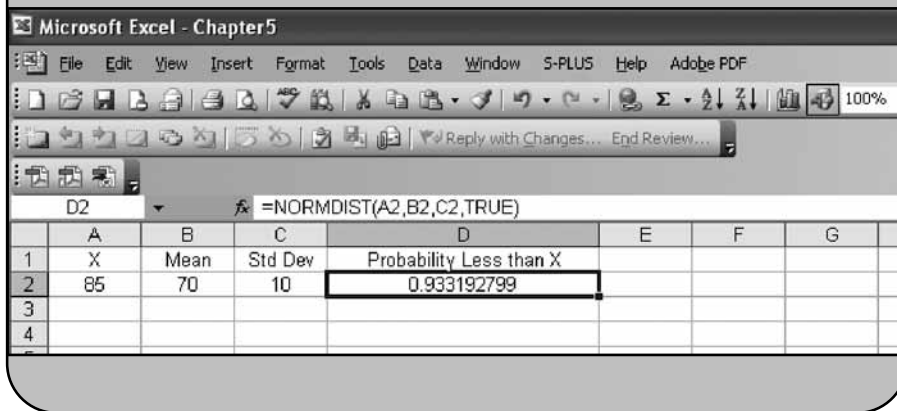 Microsoft Excel - Chapter5
File Edit View Insert Format Tools Data Window S-PLUS Help Adobe PDF
ABC Σ A Z Z A 100%
Reply with Changes... End Review...
D2 fx =NORMDIST(A2,B2,C2,TRUE)
A B C D E F G
1 X Mean Std Dev Probability Less than X
2 85 70 10 0.933192799
3
4